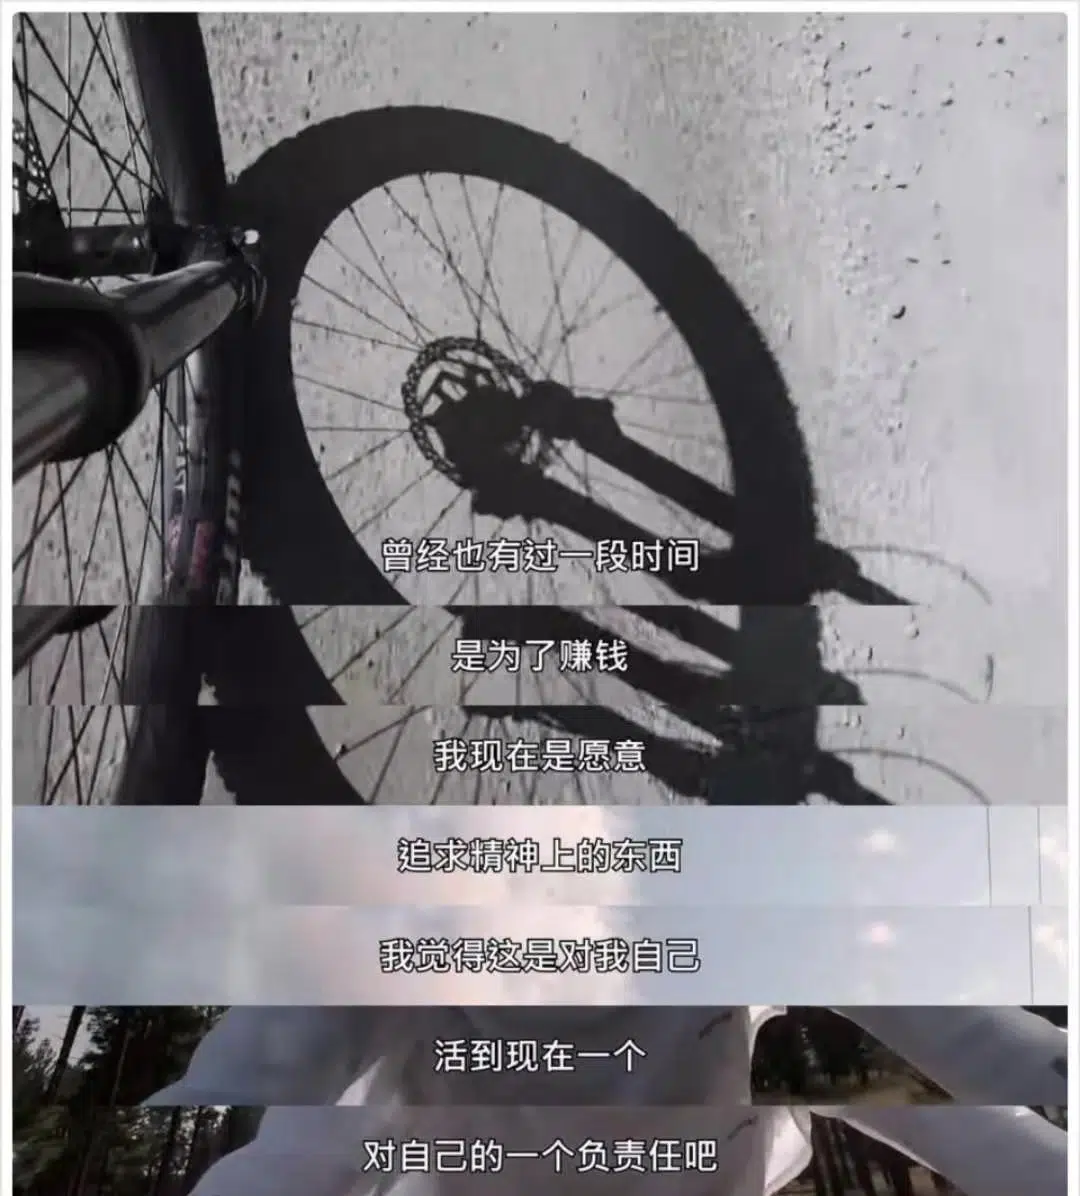 曾经也有过一段时间
是为了赚钱
我现在是愿意
追求精神上的东西
我觉得这是对我自己
活到现在一个
对自己的一个负责任吧